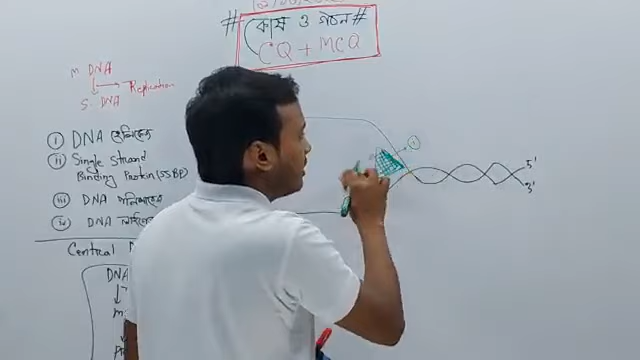 # কোষ ও গঠন #
CQ + MCQ
M DNA
Replication
S. DNA
i DNA হেলিকেজ
ii Single strand
Binding Protein (SSBP)
iii DNA পলিমারেজ
iv DNA লাইগেজ
Central
DNA
5'
3'